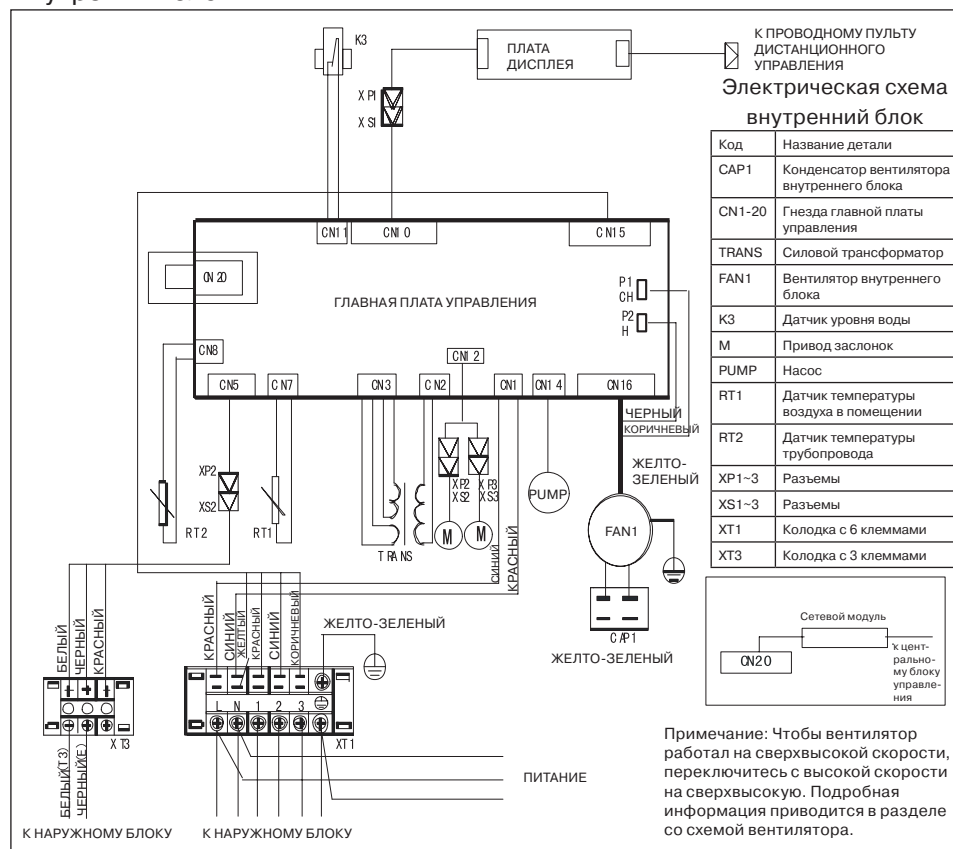 K3
ПЛАТА
ДИСПЛЕЯ
К ПРОВОДНОМУ ПУЛЬТУ
ДИСТАНЦИОННОГО
УПРАВЛЕНИЯ
XP1
XS1
Электрическая схема
внутренний блок
Код Название детали
CAP1 Конденсатор вентилятора
внутреннего блока
CN1-20 Гнезда главной платы
управления
TRANS Силовой трансформатор
FAN1 Вентилятор внутреннего
блока
K3 Датчик уровня воды
M Привод заслонок
PUMP Насос
RT1 Датчик температуры
воздуха в помещении
RT2 Датчик температуры
трубопровода
XP1~3 Разъемы
XS1~3 Разъемы
XT1 Колодка с 6 клеммами
XT3 Колодка с 3 клеммами
CN11 CN10 CN15
CN20
ГЛАВНАЯ ПЛАТА УПРАВЛЕНИЯ
P1
CH
P2
H
CN8
CN12
CN5 CN7 CN3 CN2 CN1 CN14 CN16
ЧЕРНЫЙ
КОРИЧНЕВЫЙ
ЖЕЛТО-
ЗЕЛЕНЫЙ
XP2
XS2
XP2
XS2
XP3
XS3
RT2
RT1
TRANS
M
M
PUMP
FAN1
СИНИЙ
КРАСНЫЙ
CAP1
ЖЕЛТО-ЗЕЛЕНЫЙ
БЕЛЫЙ
ЧЕРНЫЙ
КРАСНЫЙ
КРАСНЫЙ
СИНИЙ
ЖЕЛТЫЙ
КРАСНЫЙ
СИНИЙ
КОРИЧНЕВЫЙ
ЖЕЛТО-ЗЕЛЕНЫЙ
L N 1 2 3
XT3
XT1
БЕЛЫЙ(T3)
ЧЕРНЫЙ(E)
ПИТАНИЕ
К НАРУЖНОМУ БЛОКУ
К НАРУЖНОМУ БЛОКУ
Сетевой модуль
CN20
к цент-
рально-
му блоку
управле-
ния
Примечание: Чтобы вентилятор
работал на сверхвысокой скорости,
переключитесь с высокой скорости
на сверхвысокую. Подробная
информация приводится в разделе
со схемой вентилятора.